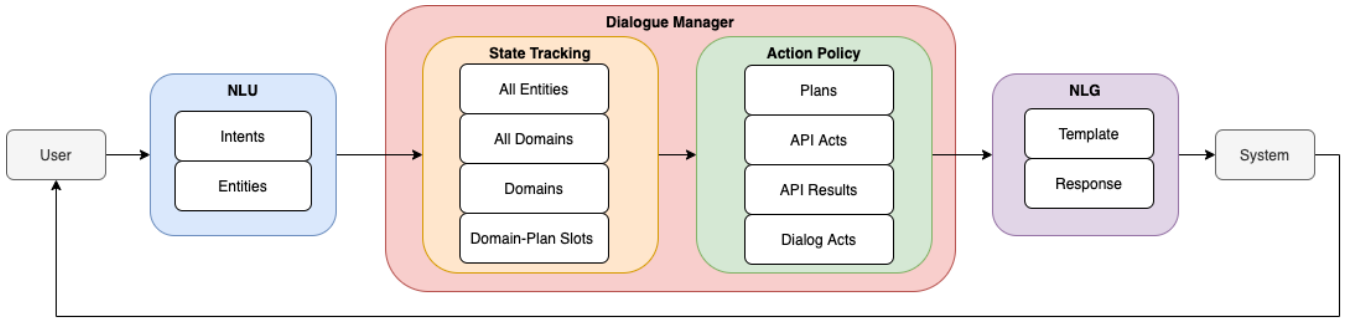 Dialogue Manager
User
NLU
Intents
Entities
State Tracking
All Entities
All Domains
Domains
Domain-Plan Slots
Action Policy
Plans
API Acts
API Results
Dialog Acts
NLG
Template
Response
System